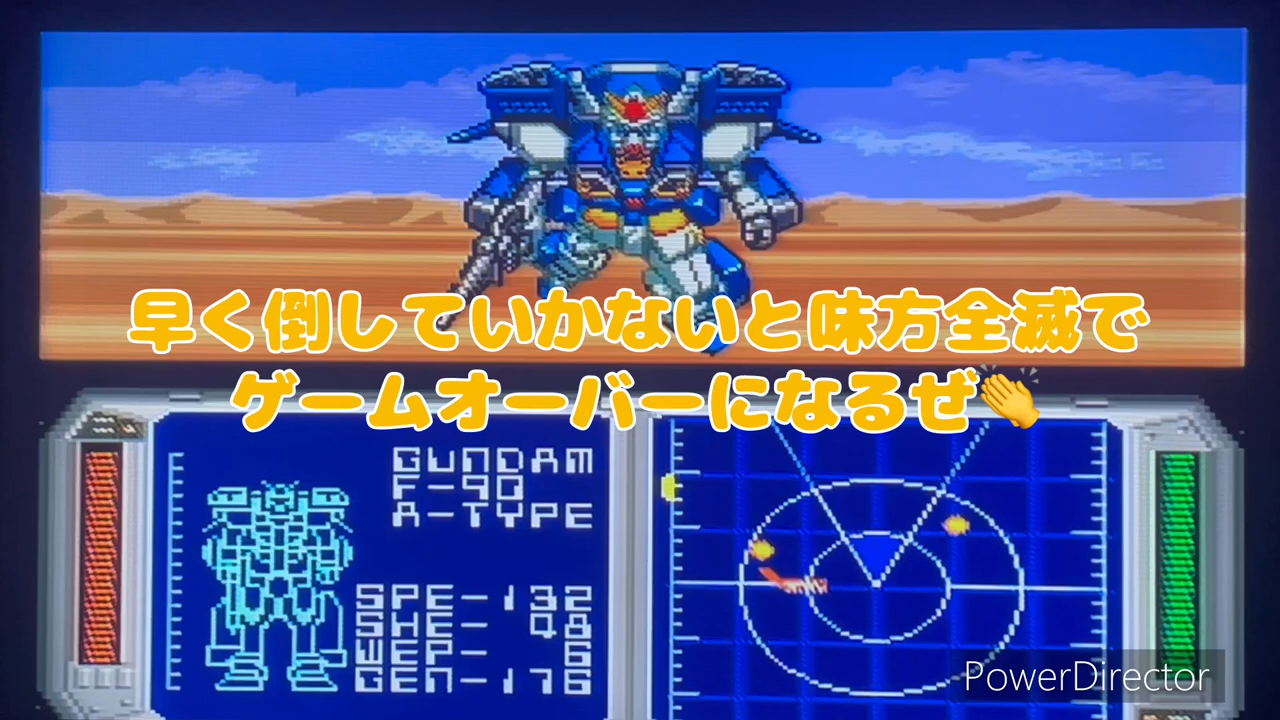 早く倒していかないと味方全滅で
ゲームオーバーになるぜ👏
GUNDAM
F-90
A-TYPE
SPE-132
SHE- 98
WEP- 6
GEN-176
PowerDirector